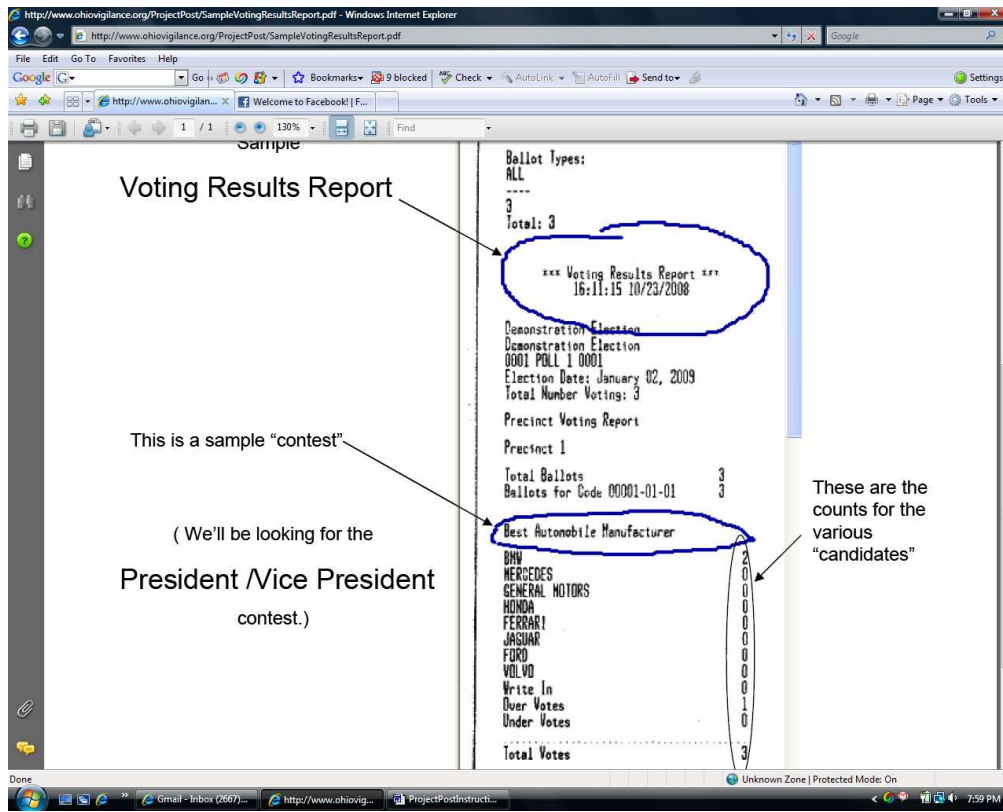 http://www.ohiovigilance.org/ProjectPost/SampleVotingResultsReport.pdf - Windows Internet Explorer
http://www.ohiovigilance.org/ProjectPost/SampleVotingResultsReport.pdf
Google
File Edit Go To Favorites Help
Google G Go Bookmarks 9 blocked Check AutoLink AutoFill Send to Settings
http://www.ohiovigilan... X Welcome to Facebook! | F... Page Tools
1 / 1 130% Find
Sample
Voting Results Report
This is a sample “contest”
( We’ll be looking for the
President /Vice President
contest.)
Ballot Types:
ALL
----
3
Total: 3
*** Voting Results Report ***
16:11:15 10/23/2008
Demonstration Election
Demonstration Election
0001 POLL 1 0001
Election Date: January 02, 2009
Total Number Voting: 3
Precinct Voting Report
Precinct 1
Total Ballots 3
Ballots for Code 00001-01-01 3
Best Automobile Manufacturer
BMW 2
MERCEDES 0
GENERAL MOTORS 0
HONDA 0
FERRARI 0
JAGUAR 0
FORD 0
VOLVO 0
Write In 0
Over Votes 1
Under Votes 0
Total Votes 3
These are the
counts for the
various
“candidates”
Done Unknown Zone | Protected Mode: On
Gmail - Inbox (2667)... http://www.ohiovig... ProjectPostInstructi... 7:59 PM